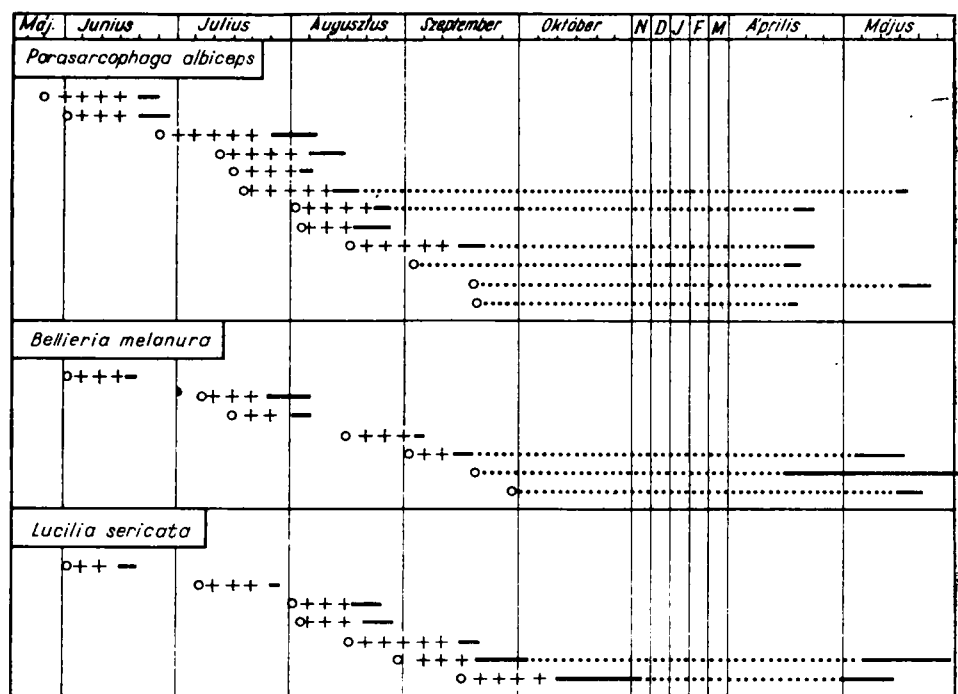 Máj. Junius Julius Augusztus Szeptember Október N D J F M Április Május
Parasarcophaga albiceps
Bellieria melanura
Lucilia sericata